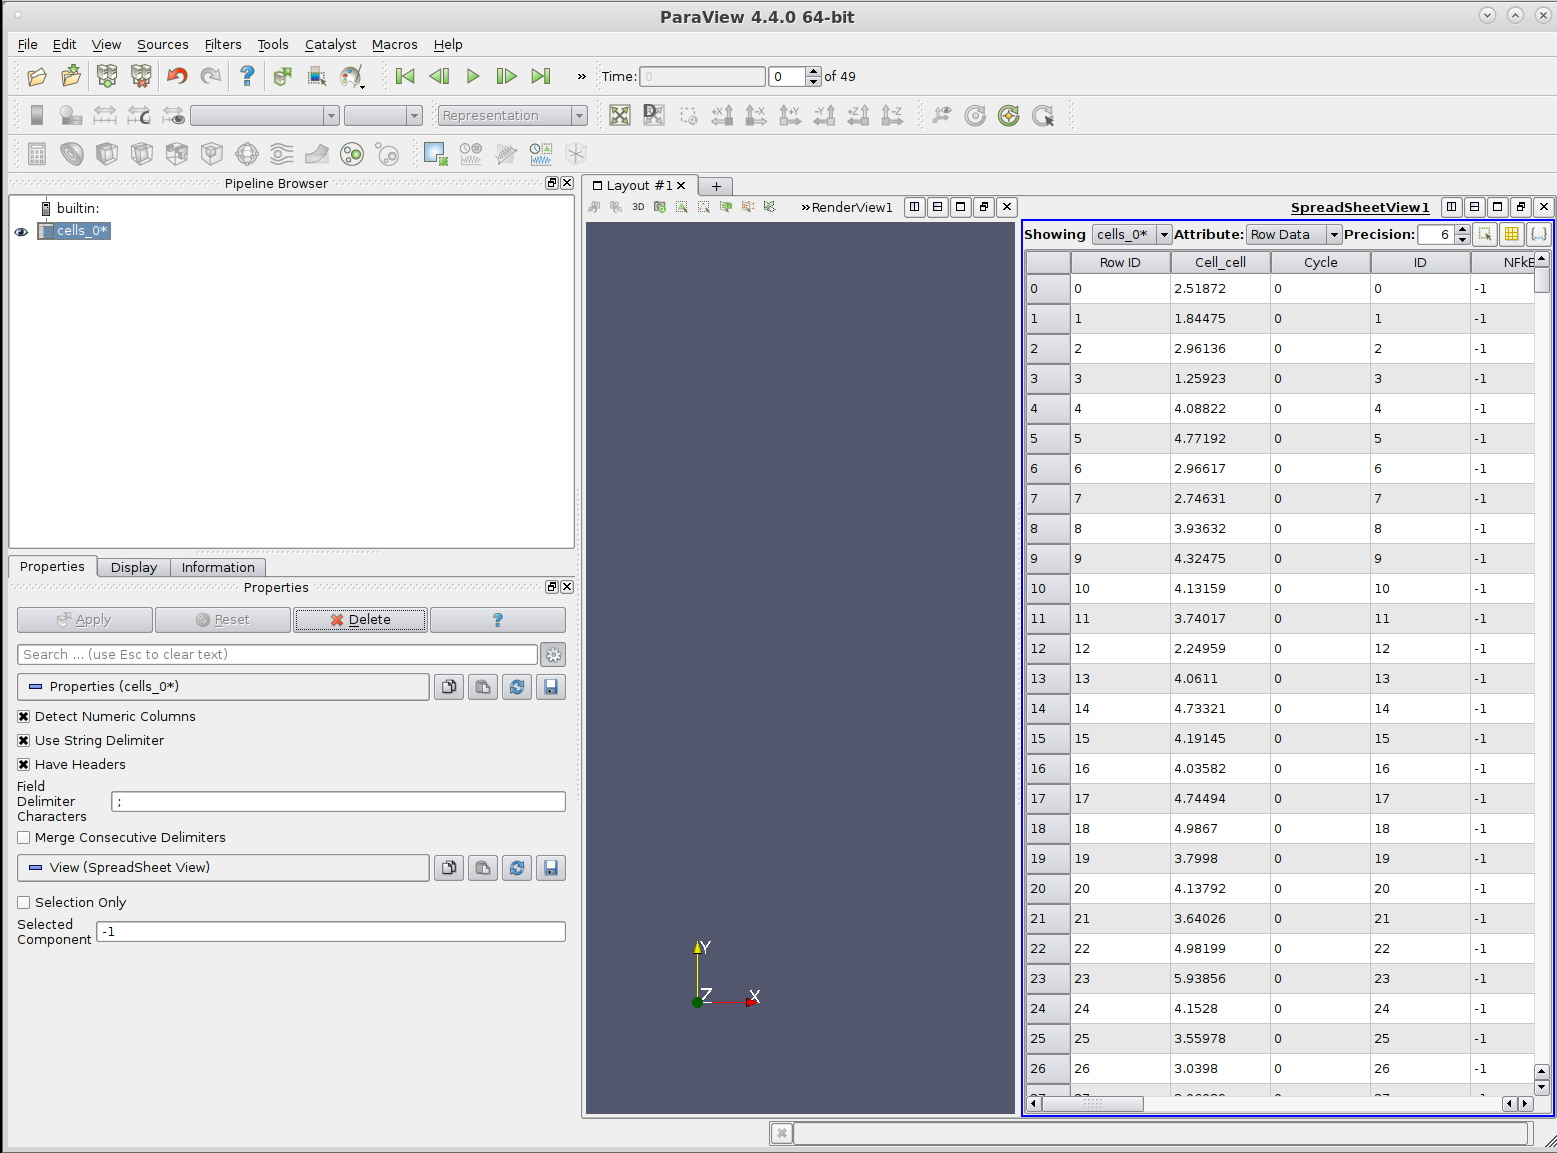 ParaView 4.4.0 64-bit
File Edit View Sources Filters Tools Catalyst Macros Help
» Time: 0 0 of 49
Representation
+X -X +Y -Y +Z -Z
Pipeline Browser
builtin:
cells_0*
Properties Display Information
Properties
Apply Reset Delete ?
Search ... (use Esc to clear text)
Properties (cells_0*)
Detect Numeric Columns
Use String Delimiter
Have Headers
Field
Delimiter
Characters
;
Merge Consecutive Delimiters
View (SpreadSheet View)
Selection Only
Selected
Component
-1
Layout #1 +
3D » RenderView1
Y
Z X
SpreadSheetView1
Showing cells_0* Attribute: Row Data Precision: 6
Row ID Cell_cell Cycle ID
0 0 2.51872 0 0 -1
1 1 1.84475 0 1 -1
2 2 2.96136 0 2 -1
3 3 1.25923 0 3 -1
4 4 4.08822 0 4 -1
5 5 4.77192 0 5 -1
6 6 2.96617 0 6 -1
7 7 2.74631 0 7 -1
8 8 3.93632 0 8 -1
9 9 4.32475 0 9 -1
10 10 4.13159 0 10 -1
11 11 3.74017 0 11 -1
12 12 2.24959 0 12 -1
13 13 4.0611 0 13 -1
14 14 4.73321 0 14 -1
15 15 4.19145 0 15 -1
16 16 4.03582 0 16 -1
17 17 4.74494 0 17 -1
18 18 4.9867 0 18 -1
19 19 3.7998 0 19 -1
20 20 4.13792 0 20 -1
21 21 3.64026 0 21 -1
22 22 4.98199 0 22 -1
23 23 5.93856 0 23 -1
24 24 4.1528 0 24 -1
25 25 3.55978 0 25 -1
26 26 3.0398 0 26 -1